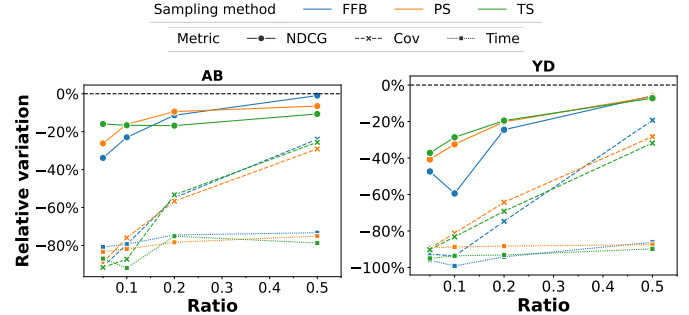 Sampling method FFB PS TS
Metric NDCG Cov Time
AB
YD
Relative variation
0%
−20%
−40%
−60%
−80%
0.1 0.2 0.3 0.4 0.5
Ratio
0%
−20%
−40%
−60%
−80%
−100%
0.1 0.2 0.3 0.4 0.5
Ratio